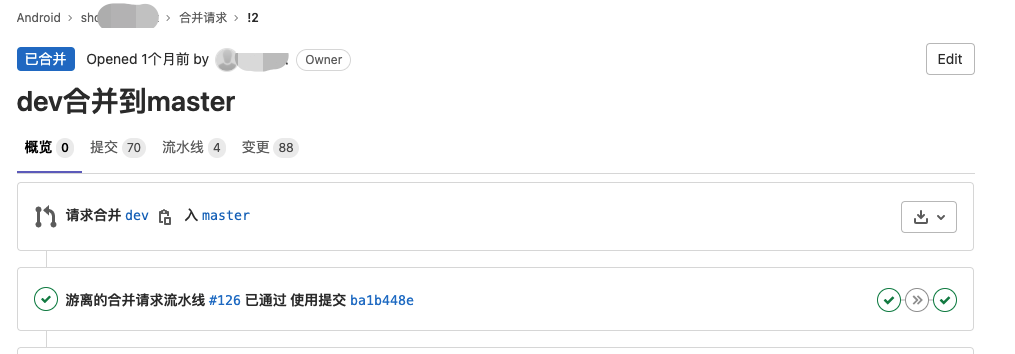 Android › sho › 合并请求 › !2
已合并 Opened 1个月前 by Owner Edit
dev合并到master
概览 0 提交 70 流水线 4 变更 88
请求合并 dev 入 master
游离的合并请求流水线 #126 已通过 使用提交 ba1b448e